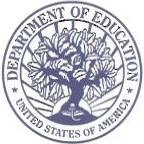 DEPARTMENT OF EDUCATION
UNITED STATES OF AMERICA